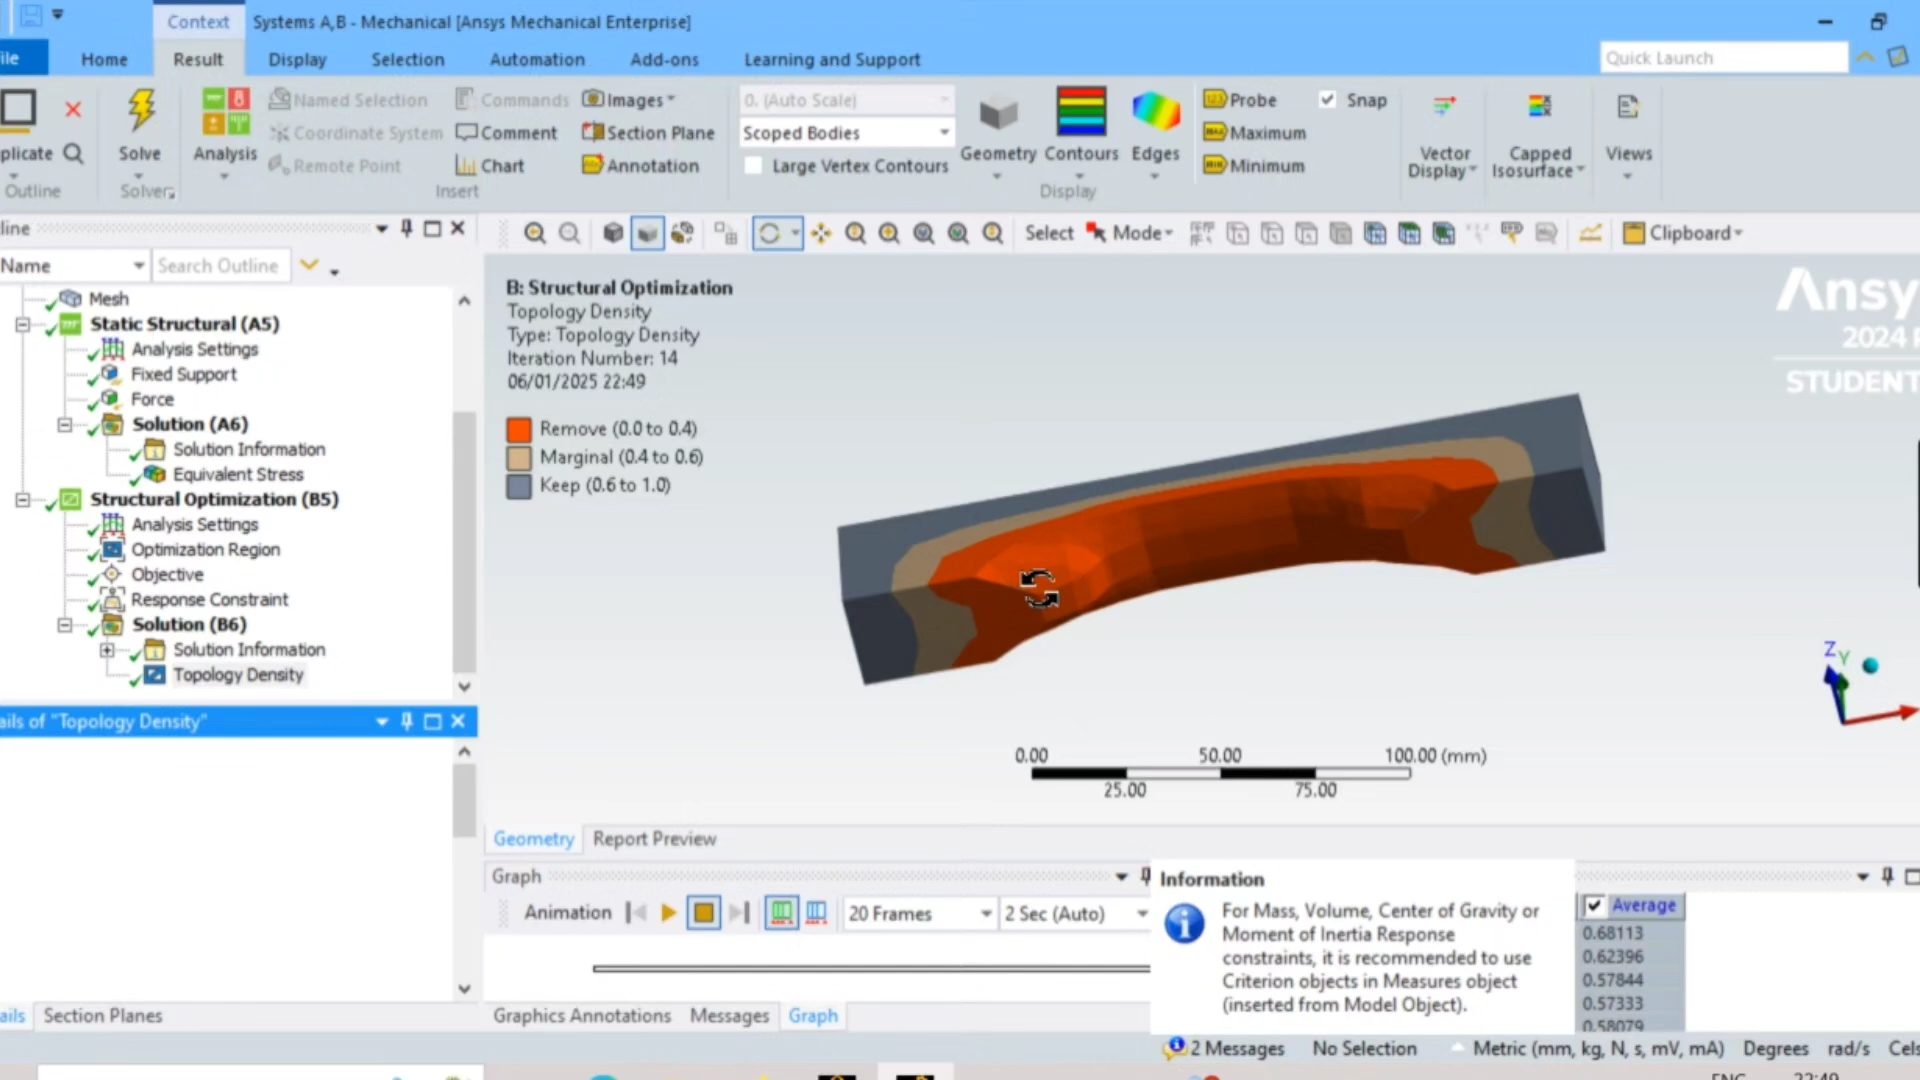 Context
Systems A,B - Mechanical [Ansys Mechanical Enterprise]
Home
Result
Display
Selection
Automation
Add-ons
Learning and Support
Quick Launch
Named Selection
Commands
Images
0. (Auto Scale)
Probe
Snap
Coordinate System
Comment
Section Plane
Scoped Bodies
Maximum
plicate
Solve
Analysis
Remote Point
Chart
Annotation
Large Vertex Contours
Geometry
Contours
Edges
Minimum
Vector
Display
Capped
Isosurface
Views
Outline
Solver
Insert
Display
line
Select
Mode
Clipboard
Name
Search Outline
Mesh
Static Structural (A5)
Analysis Settings
Fixed Support
Force
Solution (A6)
Solution Information
Equivalent Stress
Structural Optimization (B5)
Analysis Settings
Optimization Region
Objective
Response Constraint
Solution (B6)
Solution Information
Topology Density
ails of "Topology Density"
B: Structural Optimization
Topology Density
Type: Topology Density
Iteration Number: 14
06/01/2025 22:49
Remove (0.0 to 0.4)
Marginal (0.4 to 0.6)
Keep (0.6 to 1.0)
Ansy
2024
STUDENT
Z
Y
0.00
50.00
100.00 (mm)
25.00
75.00
Geometry
Report Preview
Graph
Animation
20 Frames
2 Sec (Auto)
Information
For Mass, Volume, Center of Gravity or
Moment of Inertia Response
constraints, it is recommended to use
Criterion objects in Measures object
(inserted from Model Object).
Average
0.68113
0.62396
0.57844
0.57333
0.58079
ails
Section Planes
Graphics Annotations
Messages
Graph
2 Messages
No Selection
Metric (mm, kg, N, s, mV, mA)
Degrees
rad/s
Cels
ENG
22:49